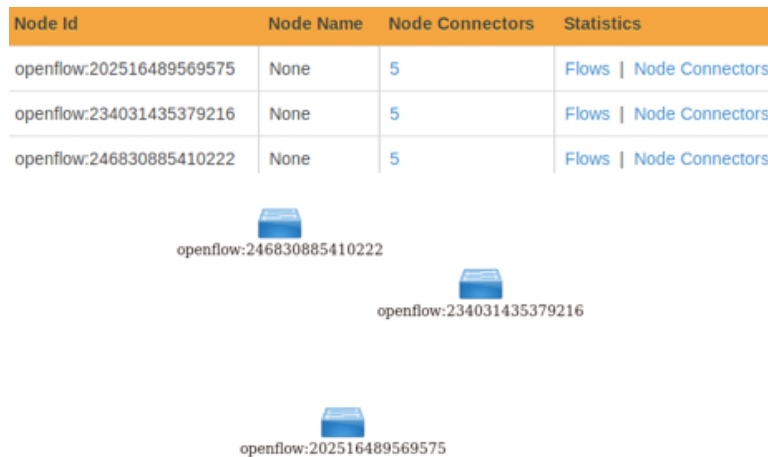 Node Id Node Name Node Connectors Statistics
openflow:202516489569575 None 5 Flows | Node Connectors
openflow:234031435379216 None 5 Flows | Node Connectors
openflow:246830885410222 None 5 Flows | Node Connectors
openflow:246830885410222
openflow:234031435379216
openflow:202516489569575